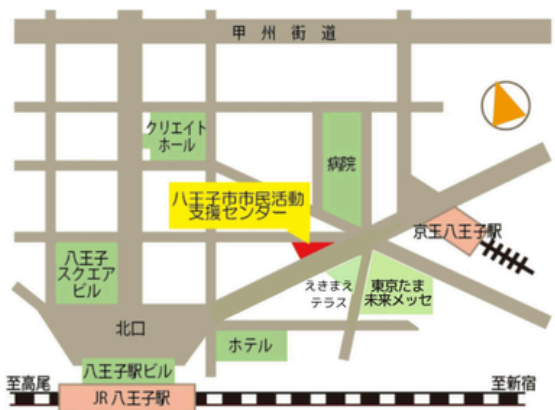 甲州街道
クリエイト
ホール
病院
八王子市市民活動
支援センター
京王八王子駅
八王子
スクエア
ビル
えきまえ
テラス
東京たま
未来メッセ
北口
ホテル
八王子駅ビル
至高尾
至新宿
JR 八王子駅